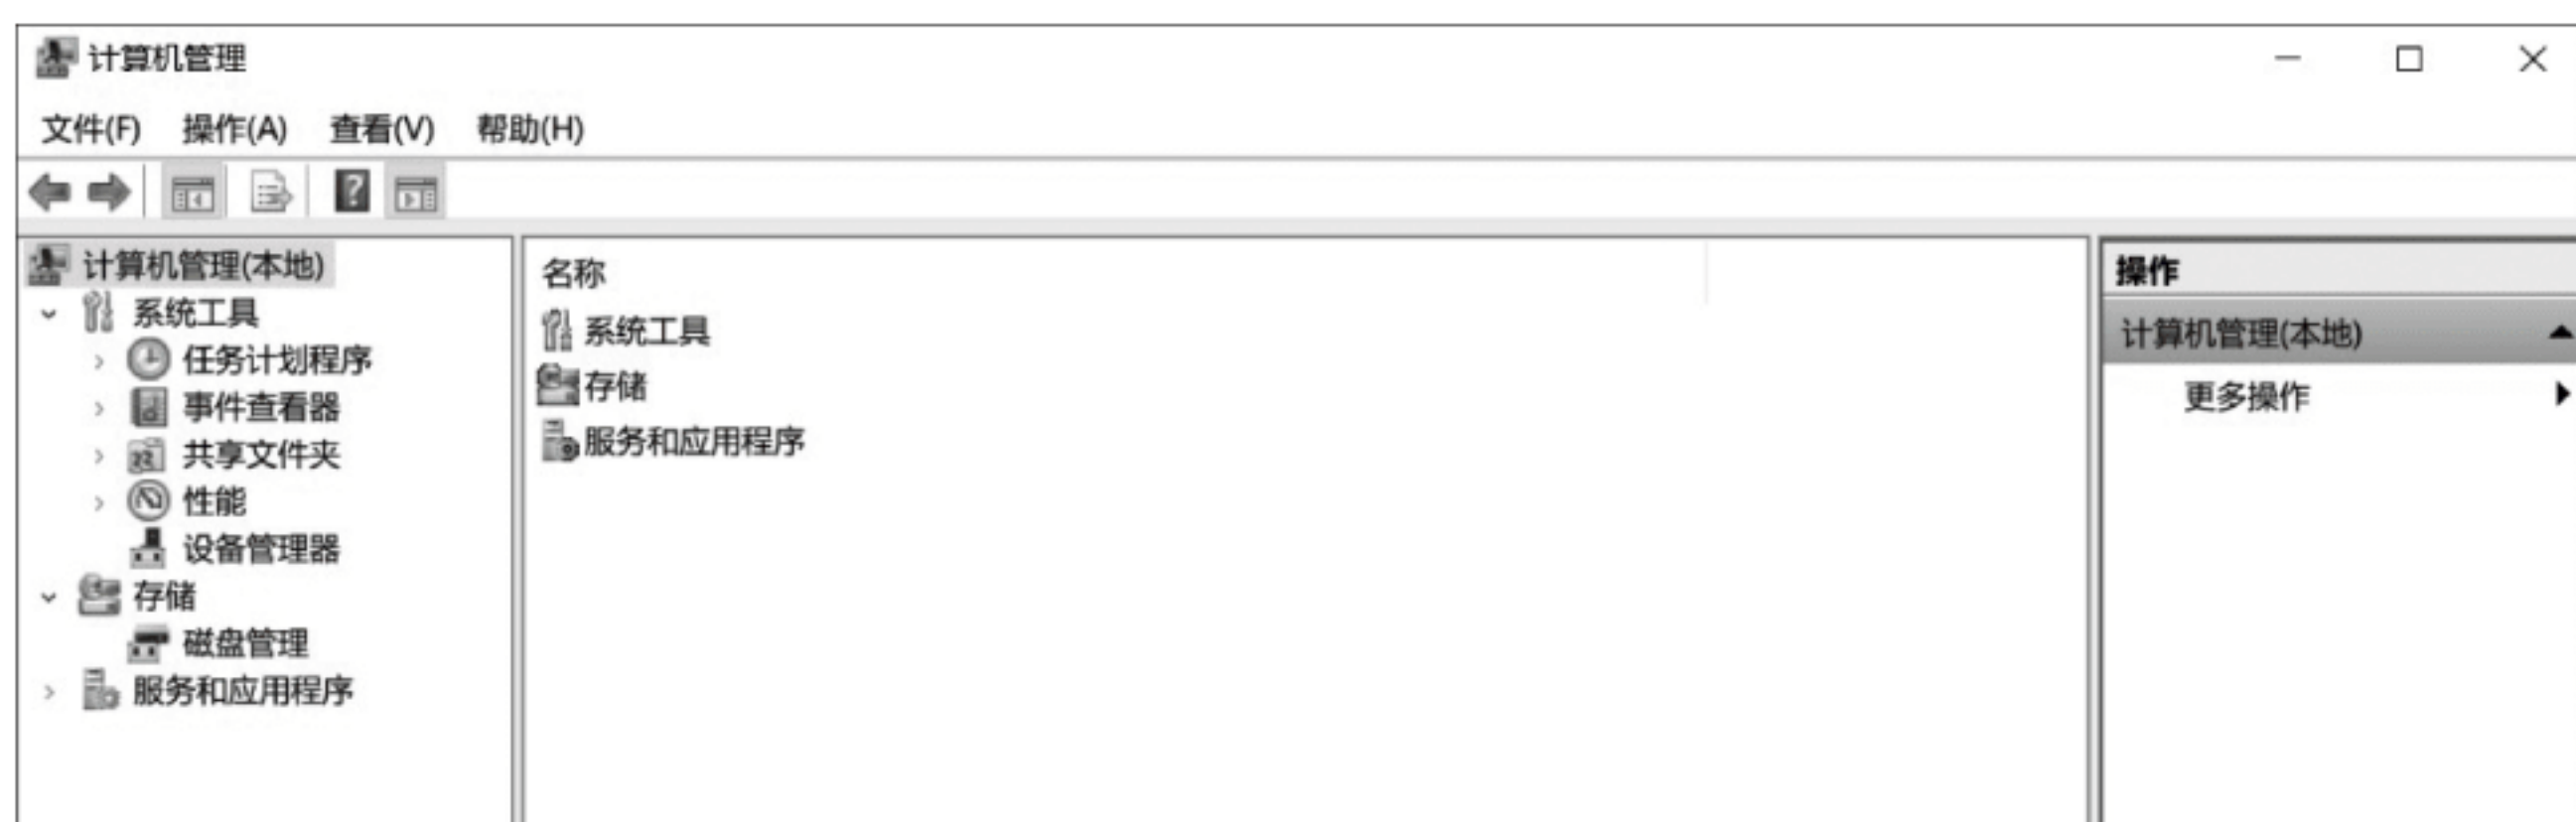 计算机管理
文件(F) 操作(A) 查看(V) 帮助(H)
计算机管理(本地)
系统工具
任务计划程序
事件查看器
共享文件夹
性能
设备管理器
存储
磁盘管理
服务和应用程序
名称
系统工具
存储
服务和应用程序
操作
计算机管理(本地)
更多操作